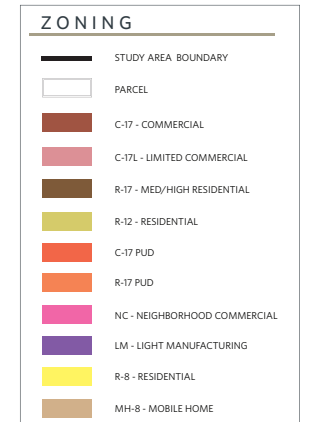 ZONING
STUDY AREA BOUNDARY
PARCEL
C-17 - COMMERCIAL
C-17L - LIMITED COMMERCIAL
R-17 - MED/HIGH RESIDENTIAL
R-12 - RESIDENTIAL
C-17 PUD
R-17 PUD
NC - NEIGHBORHOOD COMMERCIAL
LM - LIGHT MANUFACTURING
R-8 - RESIDENTIAL
MH-8 - MOBILE HOME